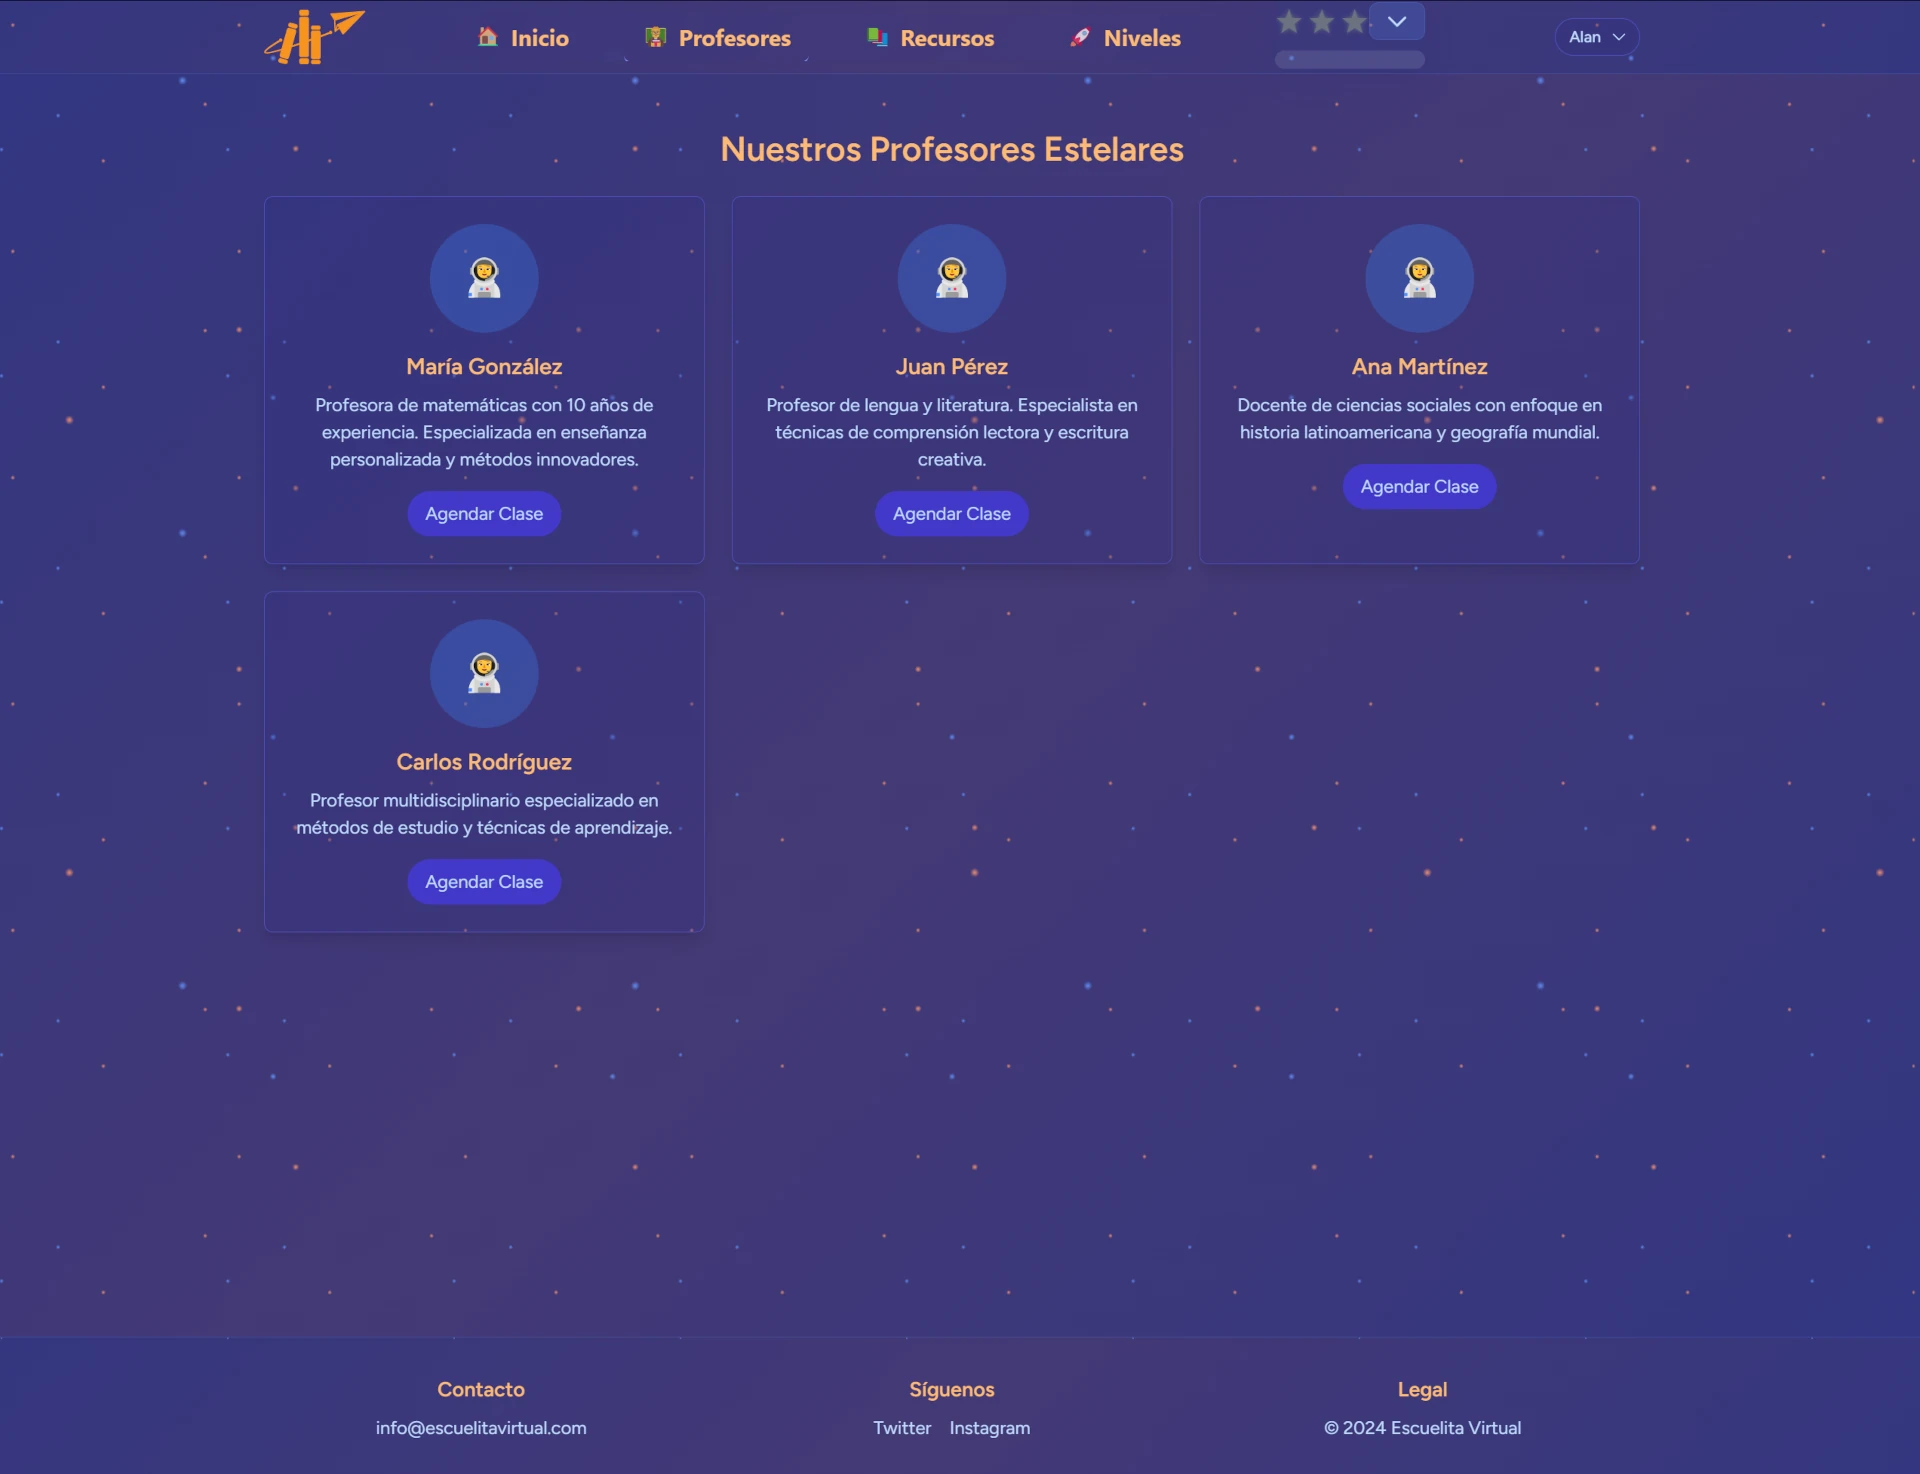 Inicio
Profesores
Recursos
Niveles
Alan
Nuestros Profesores Estelares
María González
Profesora de matemáticas con 10 años de
experiencia. Especializada en enseñanza
personalizada y métodos innovadores.
Agendar Clase
Juan Pérez
Profesor de lengua y literatura. Especialista en
técnicas de comprensión lectora y escritura
creativa.
Agendar Clase
Ana Martínez
Docente de ciencias sociales con enfoque en
historia latinoamericana y geografía mundial.
Agendar Clase
Carlos Rodríguez
Profesor multidisciplinario especializado en
métodos de estudio y técnicas de aprendizaje.
Agendar Clase
Contacto
info@escuelitavirtual.com
Síguenos
Twitter Instagram
Legal
© 2024 Escuelita Virtual